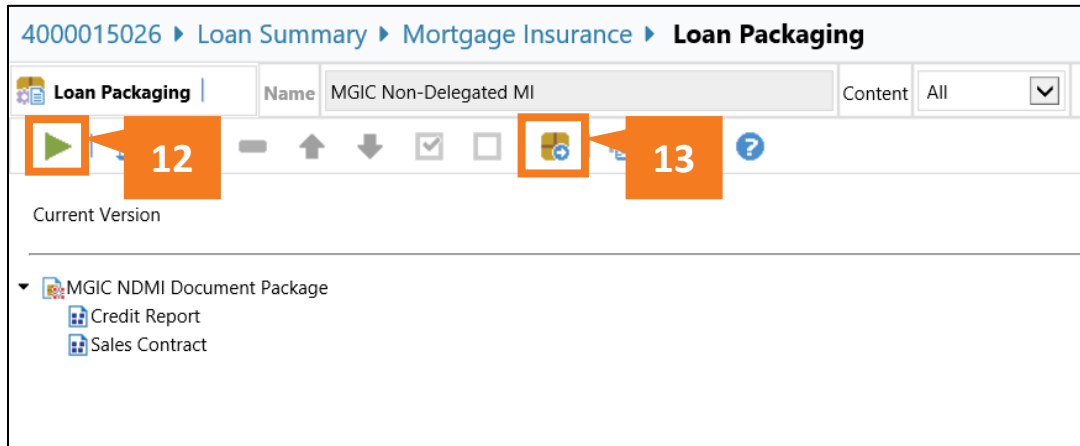 4000015026 Loan Summary Mortgage Insurance Loan Packaging
Loan Packaging Name MGIC Non-Delegated MI Content All
12 13 ?
Current Version
MGIC NDMI Document Package
Credit Report
Sales Contract